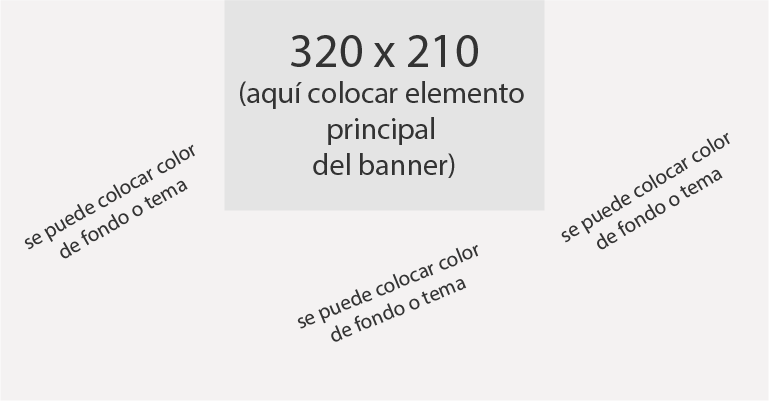 320 x 210
(aquí colocar elemento
principal
del banner)
se puede colocar color
de fondo o tema
se puede colocar color
de fondo o tema
se puede colocar color
de fondo o tema